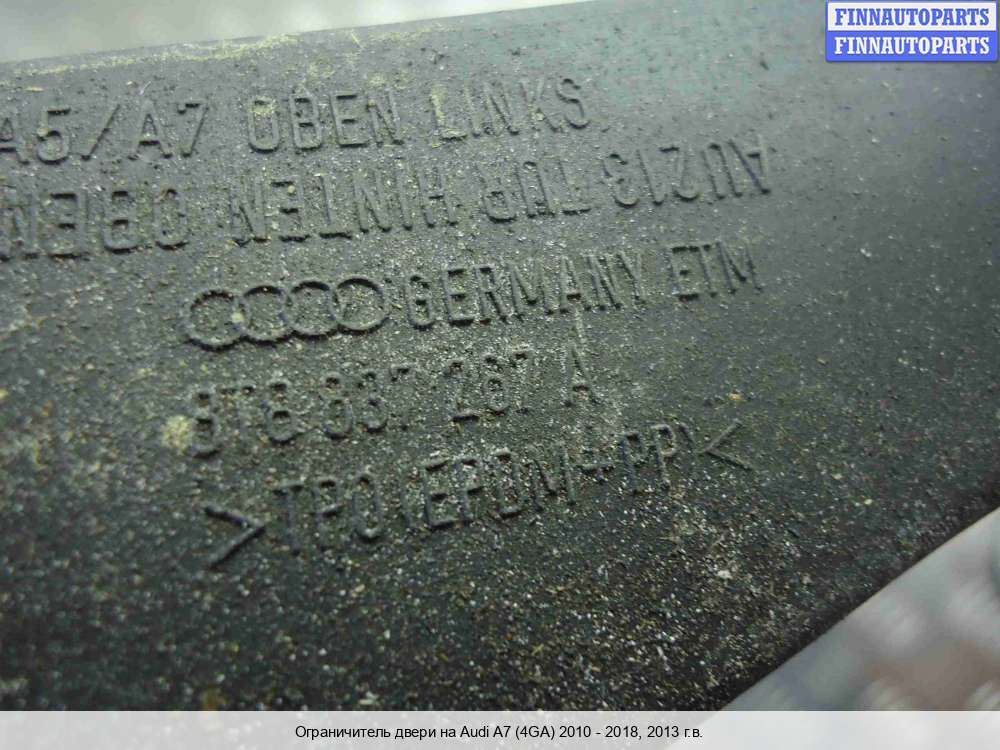 FINNAUTOPARTS
FINNAUTOPARTS
A5/A7 OBEN LINKS
AU213 TÜR HINTEN OBEN
GERMANY ETM
8T8 837 267 A
>TPO(EPDM+PP)<
Ограничитель двери на Audi A7 (4GA) 2010 - 2018, 2013 г.в.